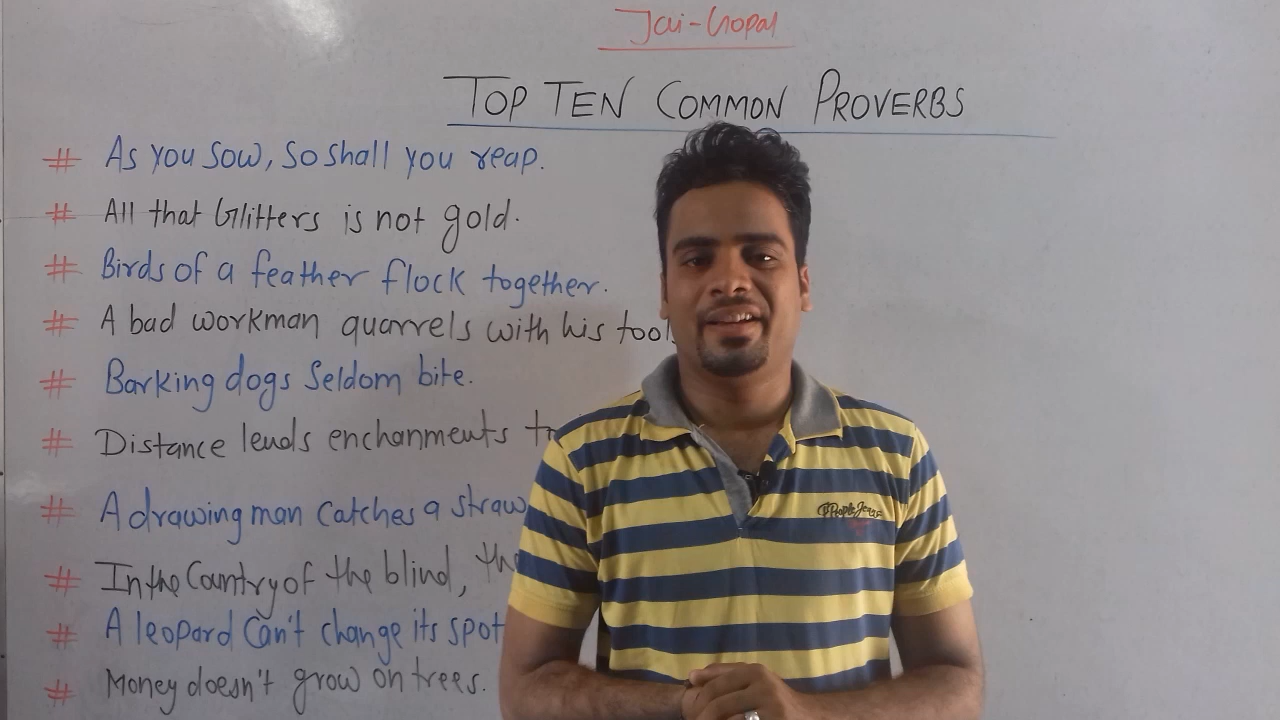 Jai-Gopal
TOP TEN COMMON PROVERBS
# As you sow, so shall you reap.
# All that Glitters is not gold.
# Birds of a feather flock together.
# A bad workman quarrels with his tool
# Barking dogs Seldom bite.
# Distance lends enchanments t
# A drawing man Catches a straw
# In the Country of the blind, the
# A leopard Can't change its spot
# Money doesn't grow on trees.